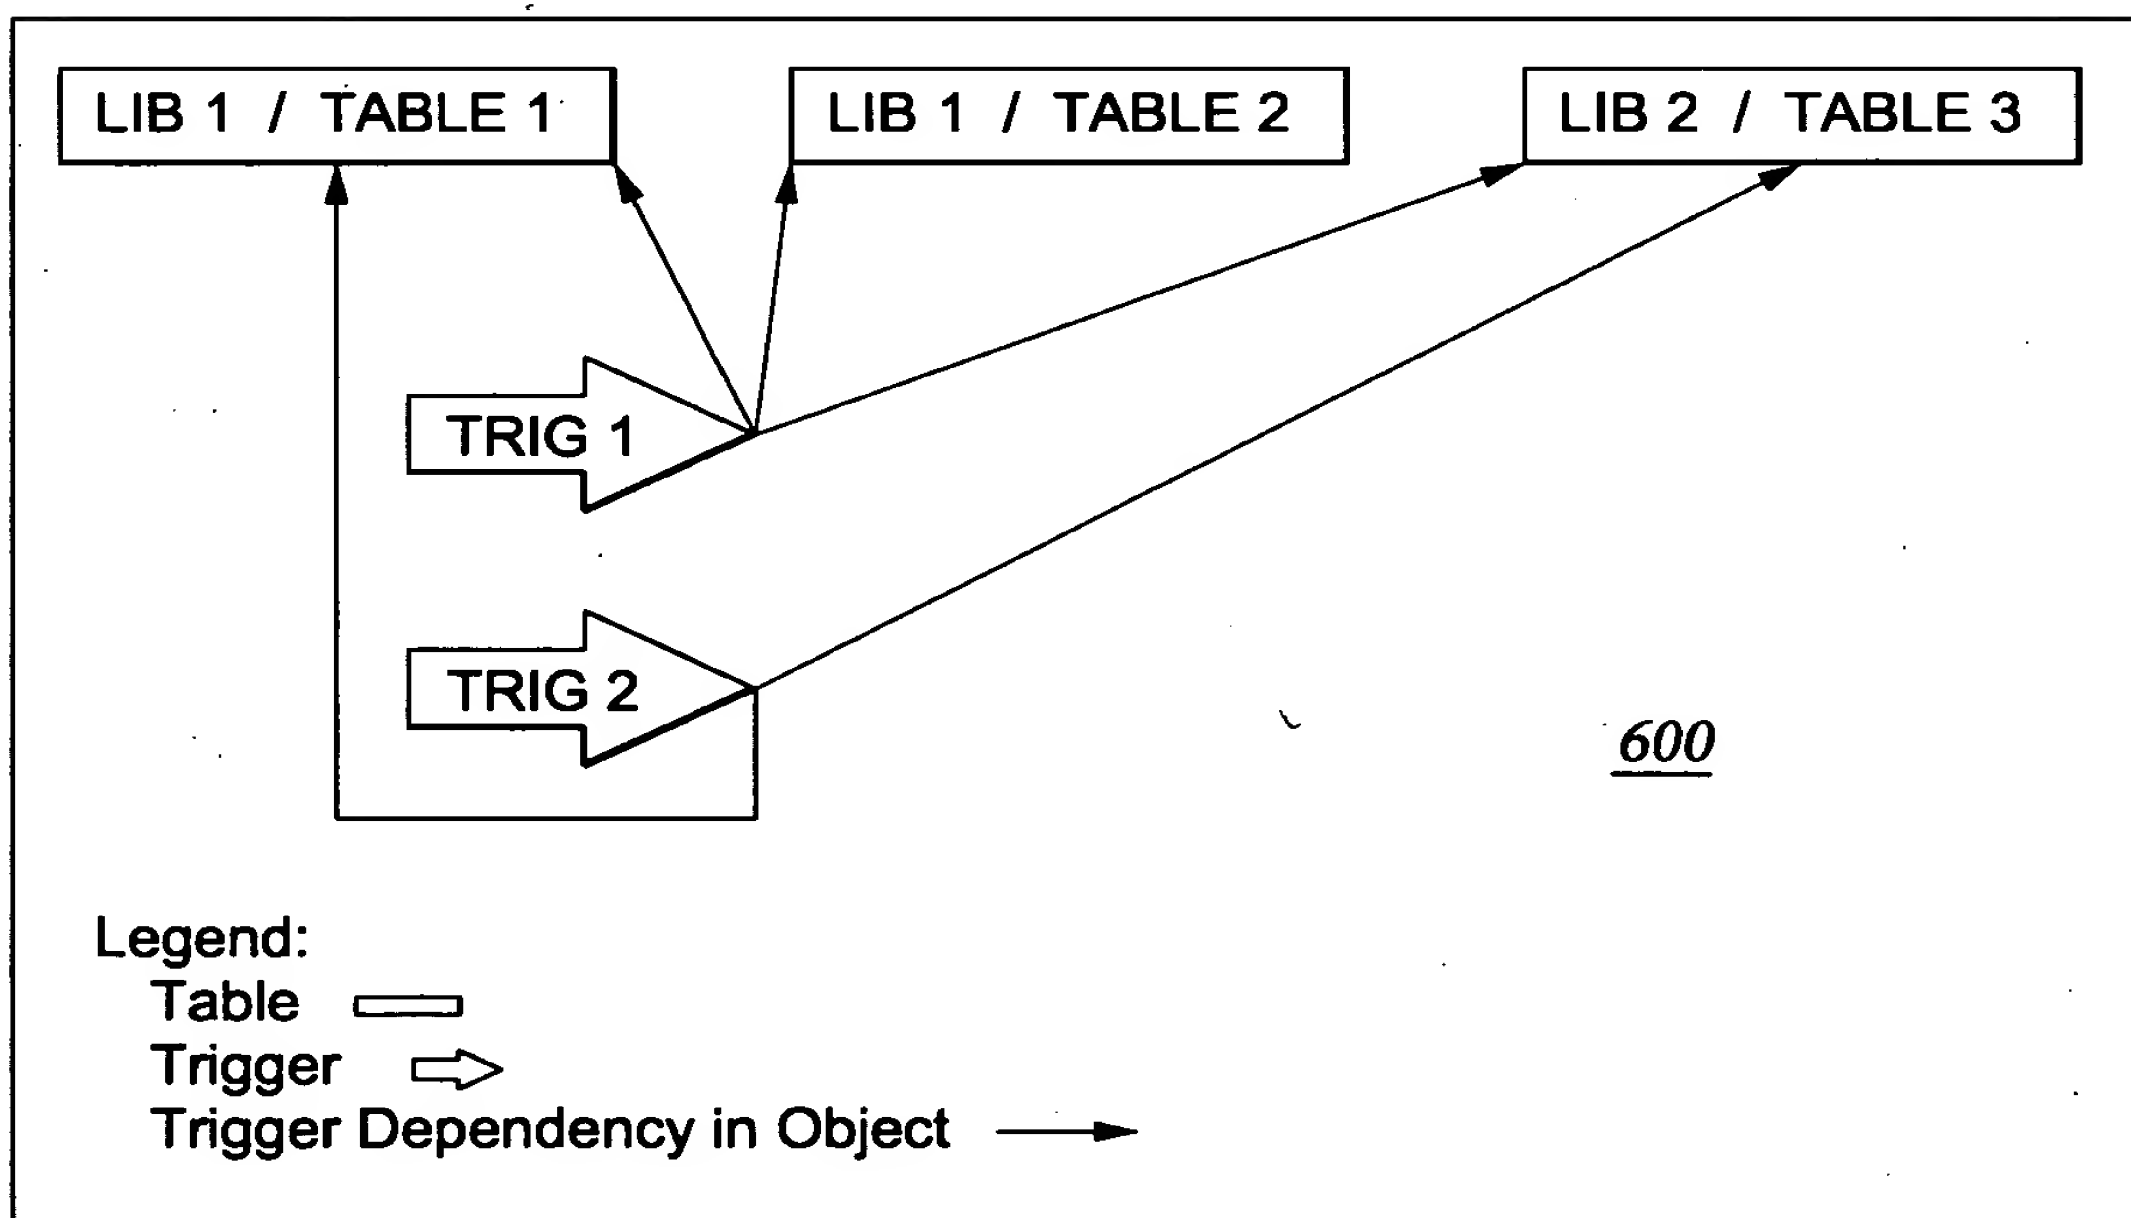 LIB 1 / TABLE 1
LIB 1 / TABLE 2
LIB 2 / TABLE 3
TRIG 1
TRIG 2
600
Legend:
Table
Trigger
Trigger Dependency in Object